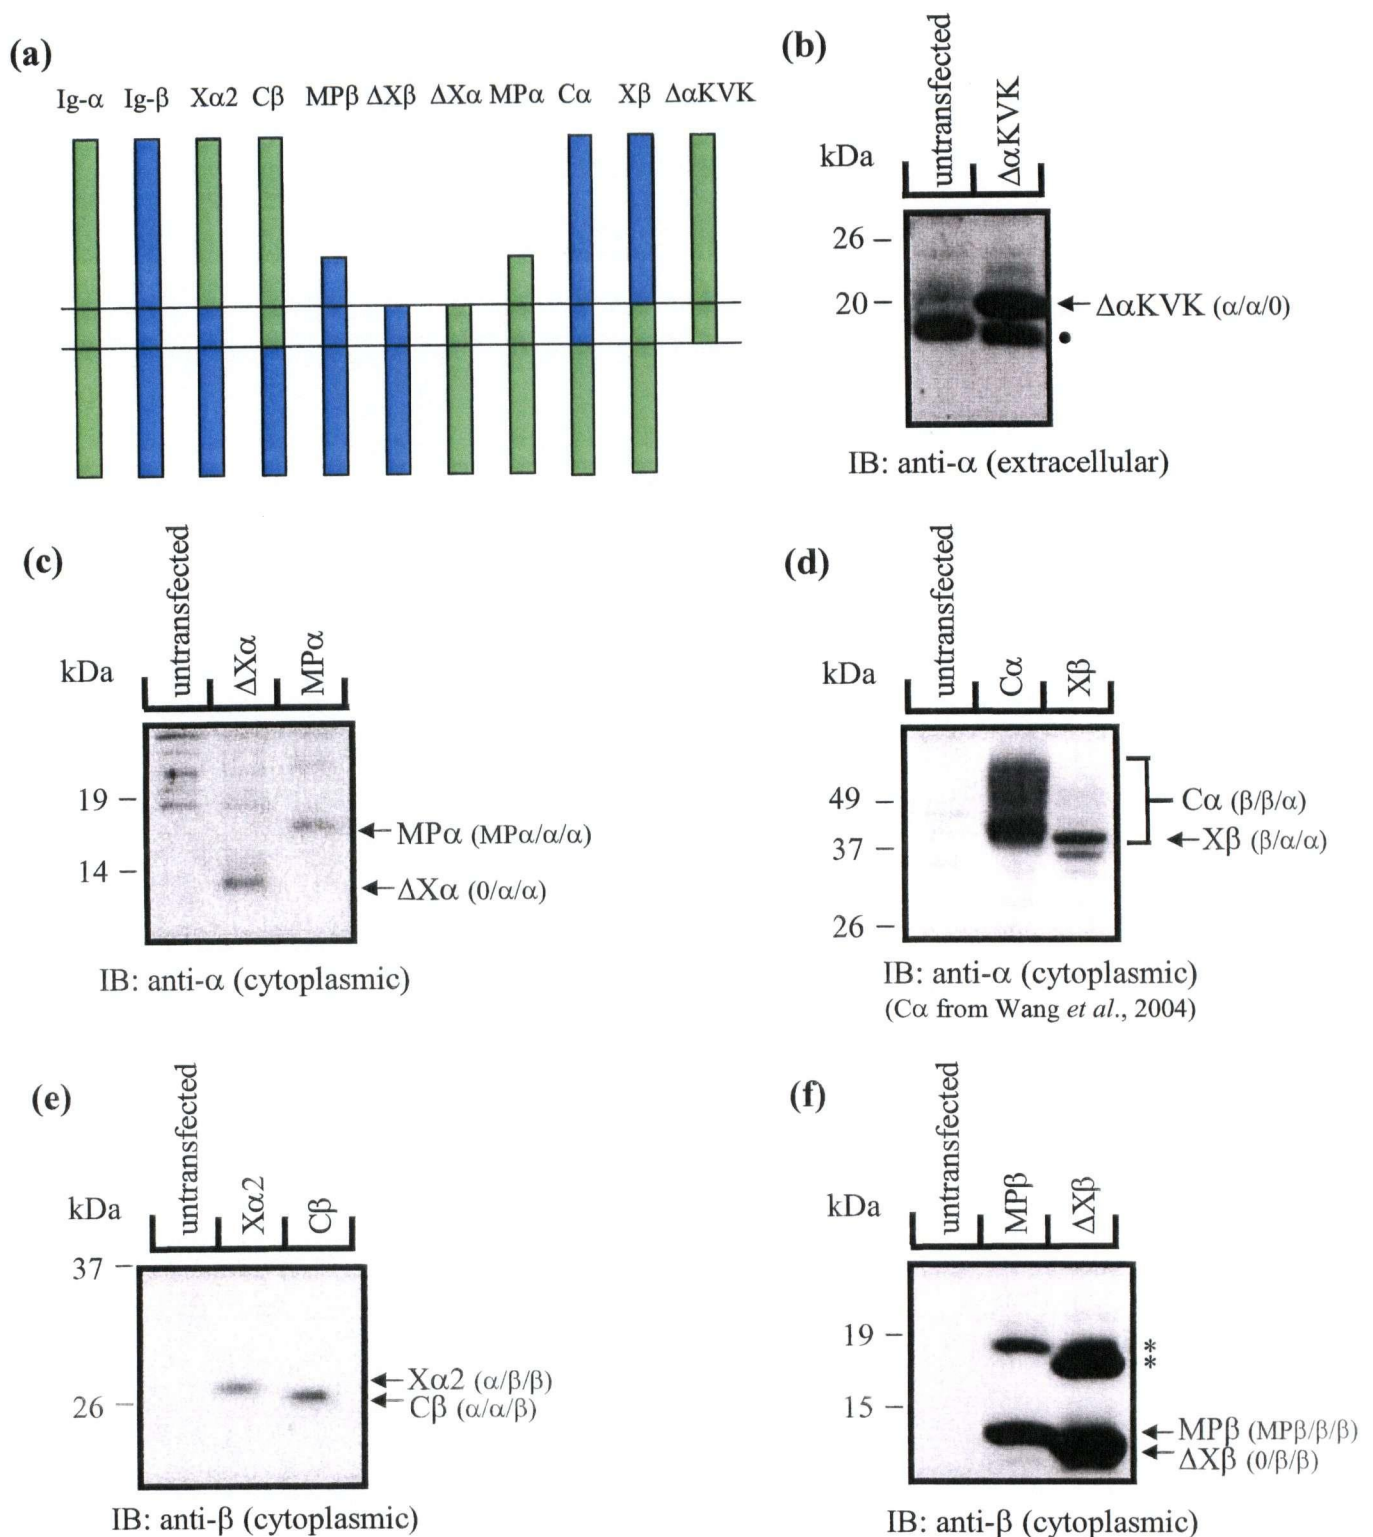 (a)
Ig-α Ig-β Xα2 Cβ MPβ ΔXβ ΔXα MPα Cα Xβ ΔαKVK
(b)
untransfected
ΔαKVK
kDa
26
20
ΔαKVK (α/α/0)
•
IB: anti-α (extracellular)
(c)
untransfected
ΔXα
MPα
kDa
19
14
MPα (MPα/α/α)
ΔXα (0/α/α)
IB: anti-α (cytoplasmic)
(d)
untransfected
Cα
Xβ
kDa
49
37
26
Cα (β/β/α)
Xβ (β/α/α)
IB: anti-α (cytoplasmic)
(Cα from Wang et al., 2004)
(e)
untransfected
Xα2
Cβ
kDa
37
26
Xα2 (α/β/β)
Cβ (α/α/β)
IB: anti-β (cytoplasmic)
(f)
untransfected
MPβ
ΔXβ
kDa
19
15
*
*
MPβ (MPβ/β/β)
ΔXβ (0/β/β)
IB: anti-β (cytoplasmic)